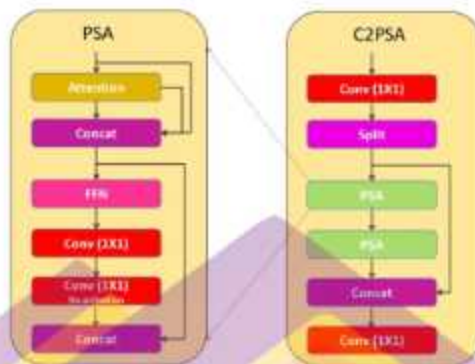 PSA
Attention
Concat
FFN
Conv (1X1)
Conv (1X1)
No activation
Concat
C2PSA
Conv (1X1)
Split
PSA
PSA
Concat
Conv (1X1)